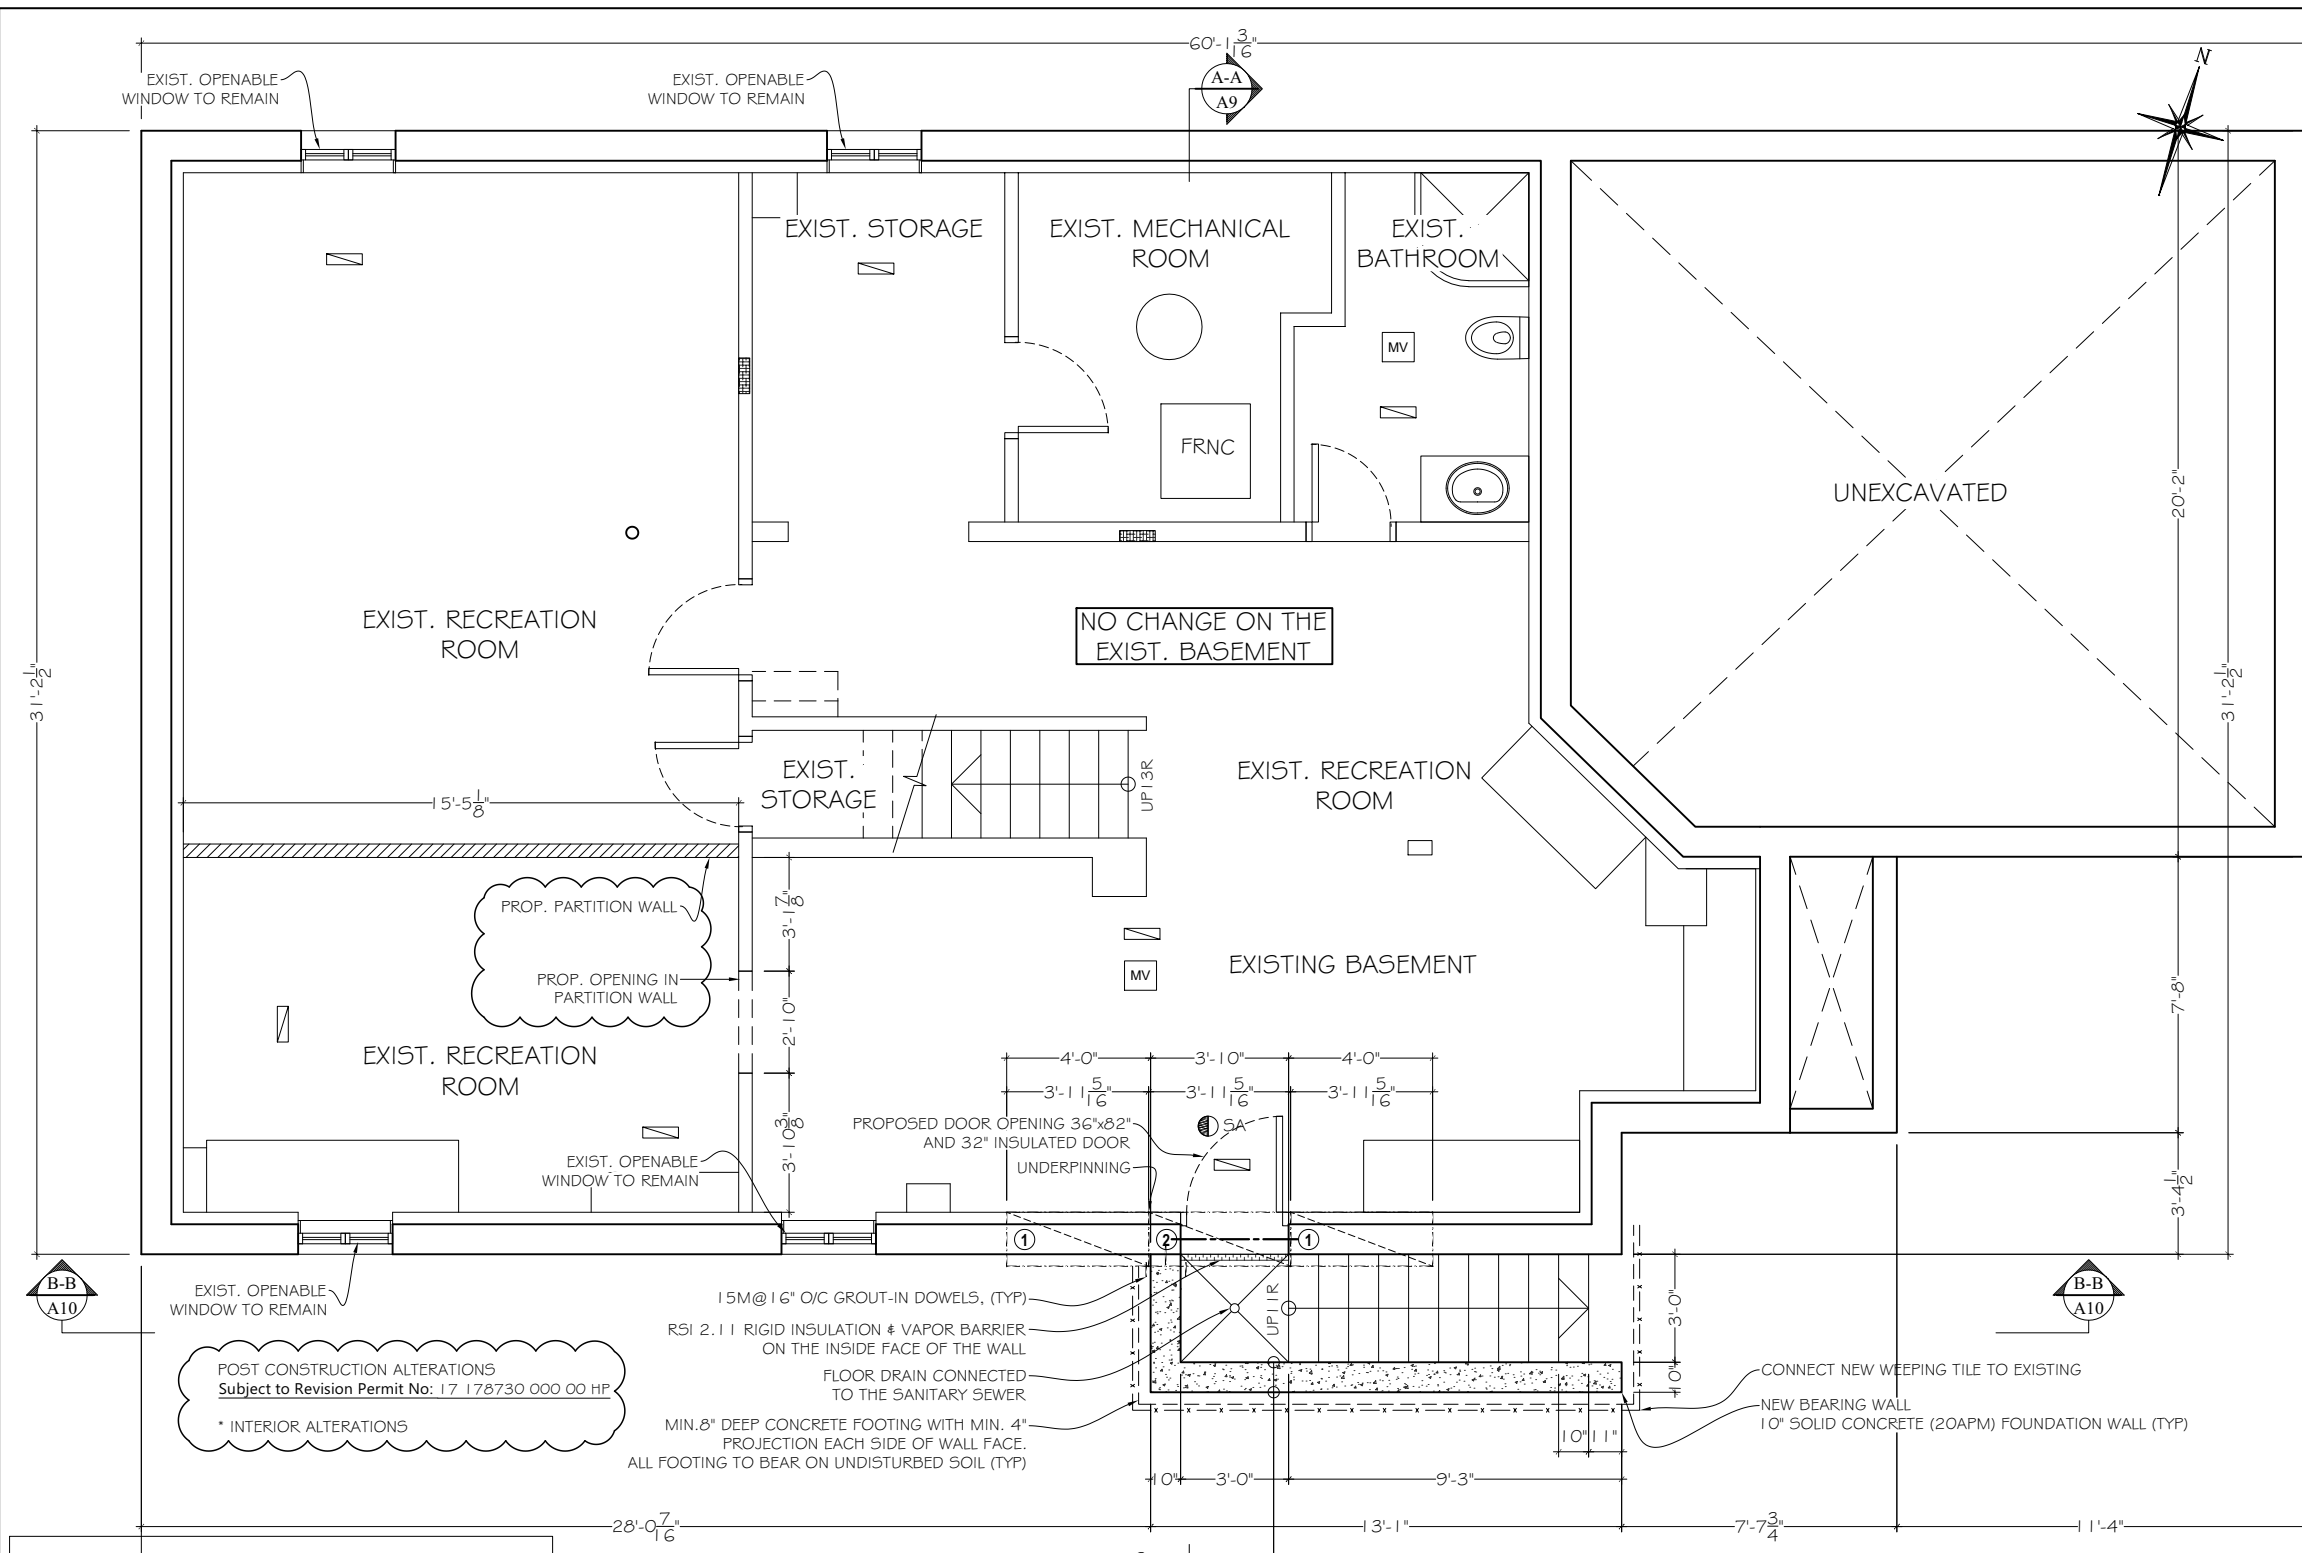 60'-1 3/16"
A-A
A9
N
EXIST. OPENABLE
WINDOW TO REMAIN
EXIST. OPENABLE
WINDOW TO REMAIN
EXIST. STORAGE
EXIST. MECHANICAL
ROOM
EXIST.
BATHROOM
MV
FRNC
UNEXCAVATED
20'-2"
EXIST. RECREATION
ROOM
NO CHANGE ON THE
EXIST. BASEMENT
31'-2 1/2"
31'-2 1/2"
EXIST.
STORAGE
UP13R
EXIST. RECREATION
ROOM
15'-5 1/8"
PROP. PARTITION WALL
PROP. OPENING IN
PARTITION WALL
3'-1 7/8"
2'-10"
3'-10 3/8"
MV
EXISTING BASEMENT
7'-8"
EXIST. RECREATION
ROOM
4'-0"
3'-10"
4'-0"
3'-11 5/16"
3'-11 5/16"
3'-11 5/16"
PROPOSED DOOR OPENING 36"x82"
AND 32" INSULATED DOOR
SA
UNDERPINNING
EXIST. OPENABLE
WINDOW TO REMAIN
3'-4 1/2"
1
2
1
B-B
A10
EXIST. OPENABLE
WINDOW TO REMAIN
B-B
A10
15M@16" O/C GROUT-IN DOWELS, (TYP)
RSI 2.11 RIGID INSULATION & VAPOR BARRIER
ON THE INSIDE FACE OF THE WALL
FLOOR DRAIN CONNECTED
TO THE SANITARY SEWER
MIN.8" DEEP CONCRETE FOOTING WITH MIN. 4"
PROJECTION EACH SIDE OF WALL FACE.
ALL FOOTING TO BEAR ON UNDISTURBED SOIL (TYP)
UP11R
3'-0"
10"
CONNECT NEW WEEPING TILE TO EXISTING
NEW BEARING WALL
10" SOLID CONCRETE (20APM) FOUNDATION WALL (TYP)
POST CONSTRUCTION ALTERATIONS
Subject to Revision Permit No: 17 178730 000 00 HP
* INTERIOR ALTERATIONS
10"
11"
10"
3'-0"
9'-3"
28'-0 7/16"
13'-1"
7'-7 3/4"
11'-4"